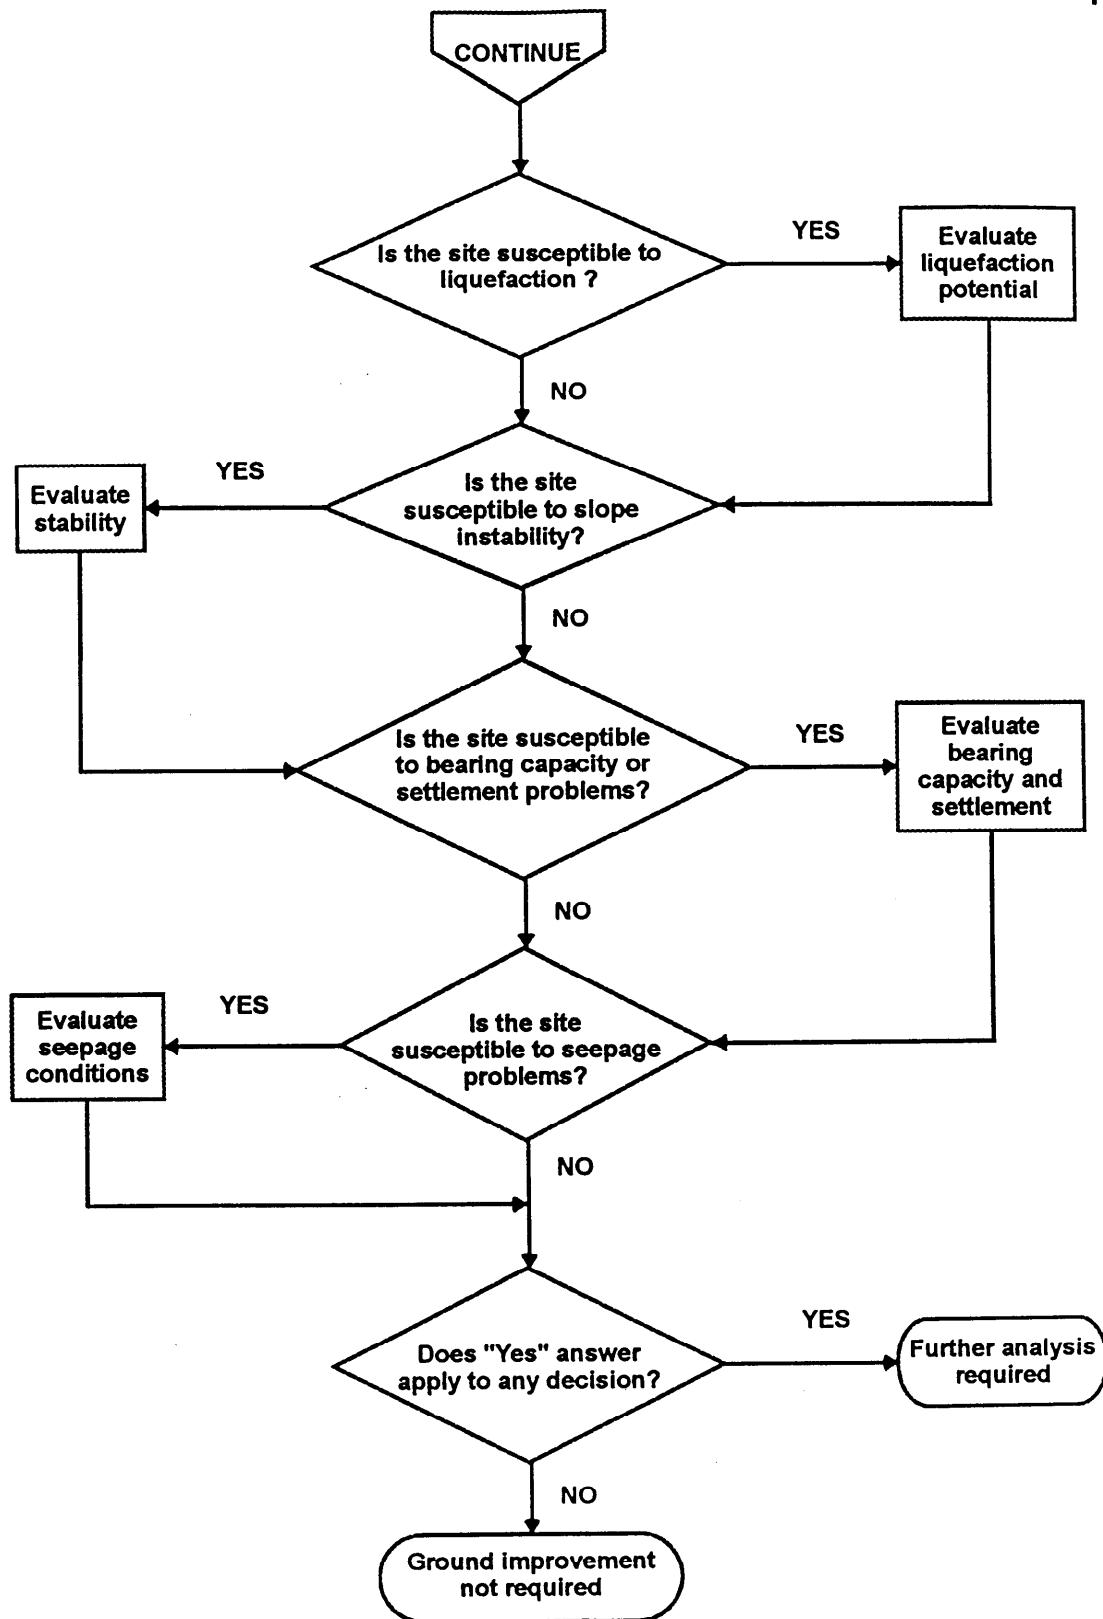 CONTINUE
Is the site susceptible to
liquefaction ?
YES
Evaluate
liquefaction
potential
NO
Is the site
susceptible to slope
instability?
YES
Evaluate
stability
NO
Is the site susceptible
to bearing capacity or
settlement problems?
YES
Evaluate
bearing
capacity and
settlement
NO
Is the site
susceptible to seepage
problems?
YES
Evaluate
seepage
conditions
NO
Does "Yes" answer
apply to any decision?
YES
Further analysis
required
NO
Ground improvement
not required